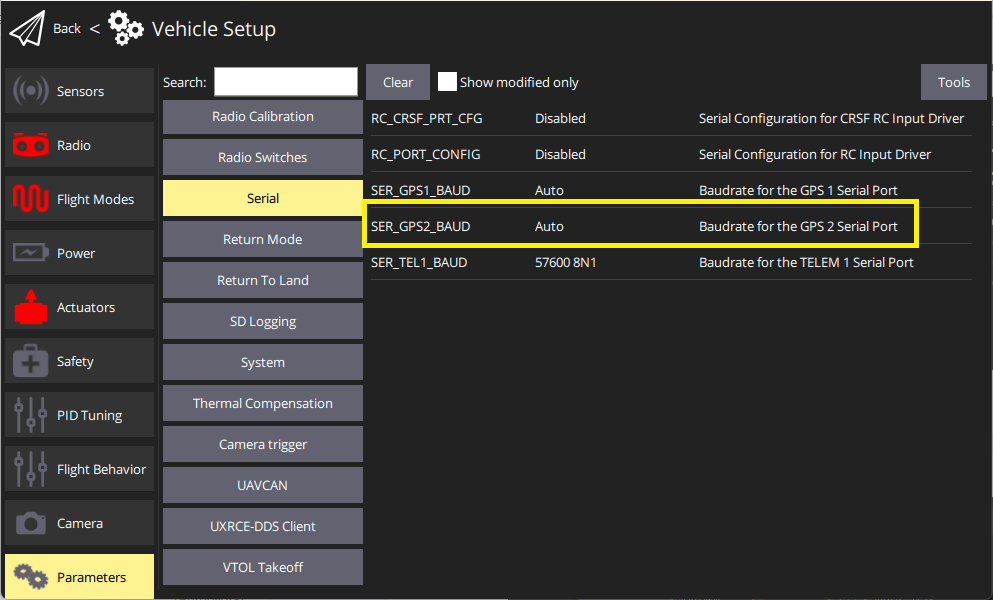 Back < Vehicle Setup
Sensors
Radio
Flight Modes
Power
Actuators
Safety
PID Tuning
Flight Behavior
Camera
Parameters
Search: Clear Show modified only Tools
Radio Calibration
Radio Switches
Serial
Return Mode
Return To Land
SD Logging
System
Thermal Compensation
Camera trigger
UAVCAN
UXRCE-DDS Client
VTOL Takeoff
RC_CRSF_PRT_CFG Disabled Serial Configuration for CRSF RC Input Driver
RC_PORT_CONFIG Disabled Serial Configuration for RC Input Driver
SER_GPS1_BAUD Auto Baudrate for the GPS 1 Serial Port
SER_GPS2_BAUD Auto Baudrate for the GPS 2 Serial Port
SER_TEL1_BAUD 57600 8N1 Baudrate for the TELEM 1 Serial Port